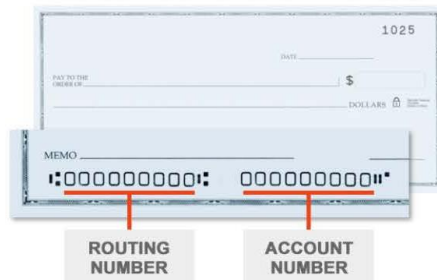 1025
DATE
PAY TO THE
ORDER OF
$
DOLLARS
MEMO
⑆000000000⑆ 000000000⑈
ROUTING
NUMBER
ACCOUNT
NUMBER